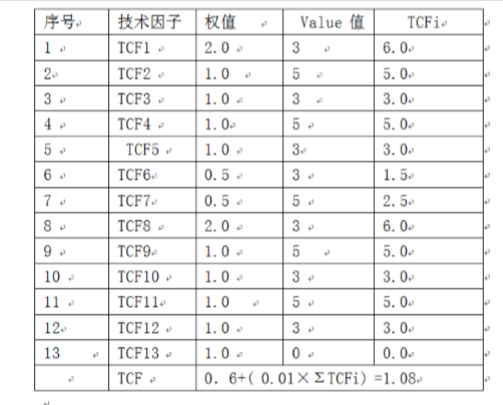 序号 技术因子 权值 Value 值 TCFi
1 TCF1 2.0 3 6.0
2 TCF2 1.0 5 5.0
3 TCF3 1.0 3 3.0
4 TCF4 1.0 5 5.0
5 TCF5 1.0 3 3.0
6 TCF6 0.5 3 1.5
7 TCF7 0.5 5 2.5
8 TCF8 2.0 3 6.0
9 TCF9 1.0 5 5.0
10 TCF10 1.0 3 3.0
11 TCF11 1.0 5 5.0
12 TCF12 1.0 3 3.0
13 TCF13 1.0 0 0.0
TCF 0. 6+( 0.01×ΣTCFi) =1.08